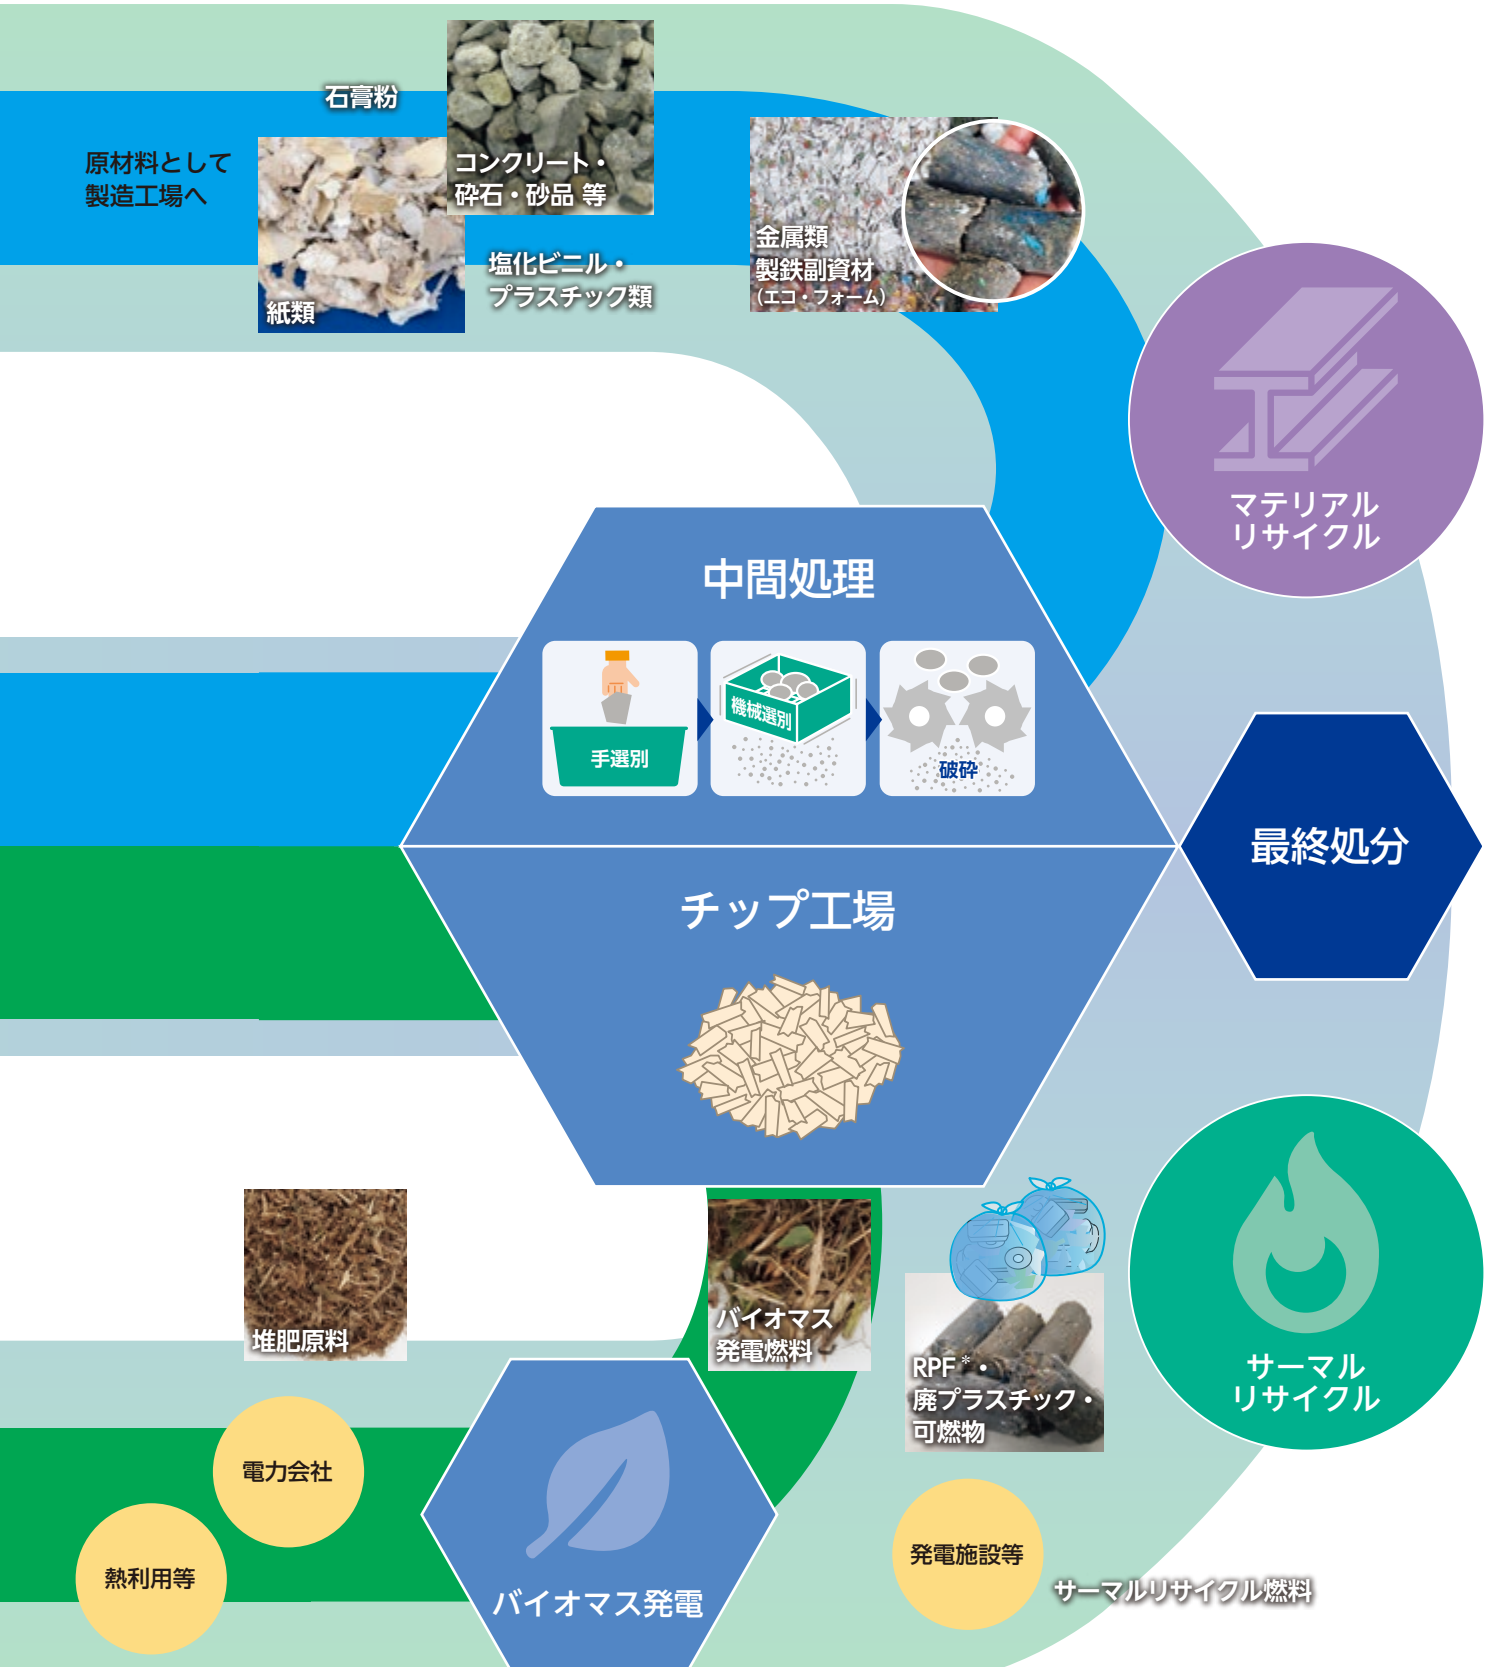 石膏粉
原材料として
製造工場へ
コンクリート・
砕石・砂品 等
紙類
塩化ビニル・
プラスチック類
金属類
製鉄副資材
（エコ・フォーム）
マテリアル
リサイクル
中間処理
手選別
機械選別
破砕
最終処分
チップ工場
堆肥原料
バイオマス
発電燃料
RPF*・
廃プラスチック・
可燃物
サーマル
リサイクル
電力会社
熱利用等
バイオマス発電
発電施設等
サーマルリサイクル燃料